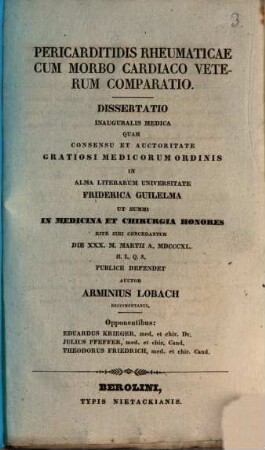 3
PERICARDITIDIS RHEUMATICAE
CUM MORBO CARDIACO VETE-
RUM COMPARATIO.
DISSERTATIO
INAUGURALIS MEDICA
QUAM
CONSENSU ET AUCTORITATE
GRATIOSI MEDICORUM ORDINIS
IN
ALMA LITERARUM UNIVERSITATE
FRIDERICA GUILELMA
UT SUMMI
IN MEDICINA ET CHIRURGIA HONORES
RITE SIBI CONCEDANTUR
DIE XXX. M. MARTII A. MDCCCXL.
H. L. Q. S.
PUBLICE DEFENDET
AUCTOR
ARMINIUS LOBACH
Opponentibus:
EDUARDUS KRIEGER, med. et chir. Dr.
JULIUS PFEFFER, med. et chir. Cand.
THEODORUS FRIEDRICH, med. et chir. Cand.
BEROLINI,
TYPIS NIETACKIANIS.